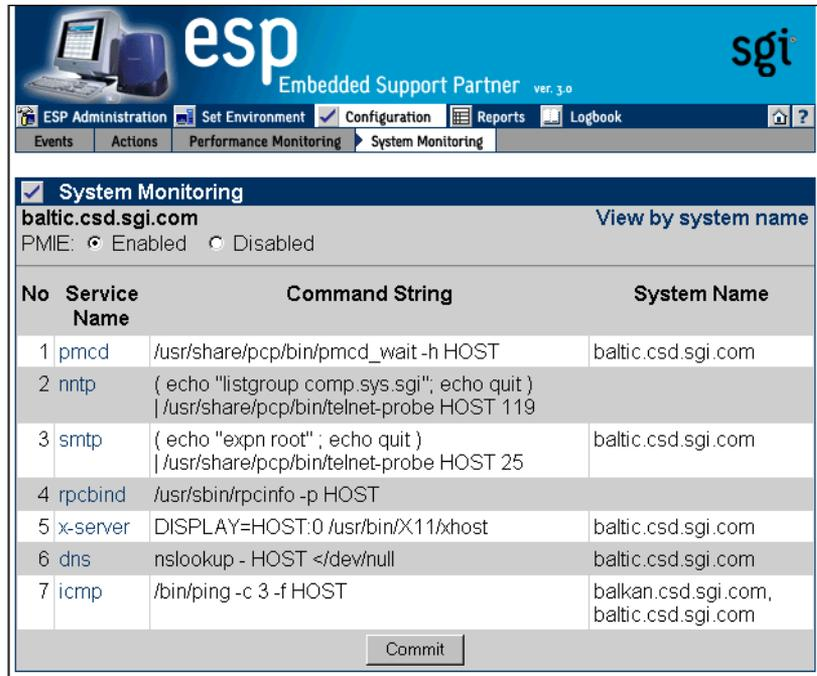 esp
sgi
Embedded Support Partner ver. 3.0
ESP Administration Set Environment Configuration Reports Logbook ?
Events Actions Performance Monitoring System Monitoring
System Monitoring
baltic.csd.sgi.com View by system name
PMIE: Enabled Disabled
No Service Name Command String System Name
1 pmcd /usr/share/pcp/bin/pmcd_wait -h HOST baltic.csd.sgi.com
2 nntp ( echo "listgroup comp.sys.sgi"; echo quit )
| /usr/share/pcp/bin/telnet-probe HOST 119
3 smtp ( echo "expn root" ; echo quit ) baltic.csd.sgi.com
| /usr/share/pcp/bin/telnet-probe HOST 25
4 rpcbind /usr/sbin/rpcinfo -p HOST
5 x-server DISPLAY=HOST:0 /usr/bin/X11/xhost baltic.csd.sgi.com
6 dns nslookup - HOST </dev/null baltic.csd.sgi.com
7 icmp /bin/ping -c 3 -f HOST balkan.csd.sgi.com,
baltic.csd.sgi.com
Commit